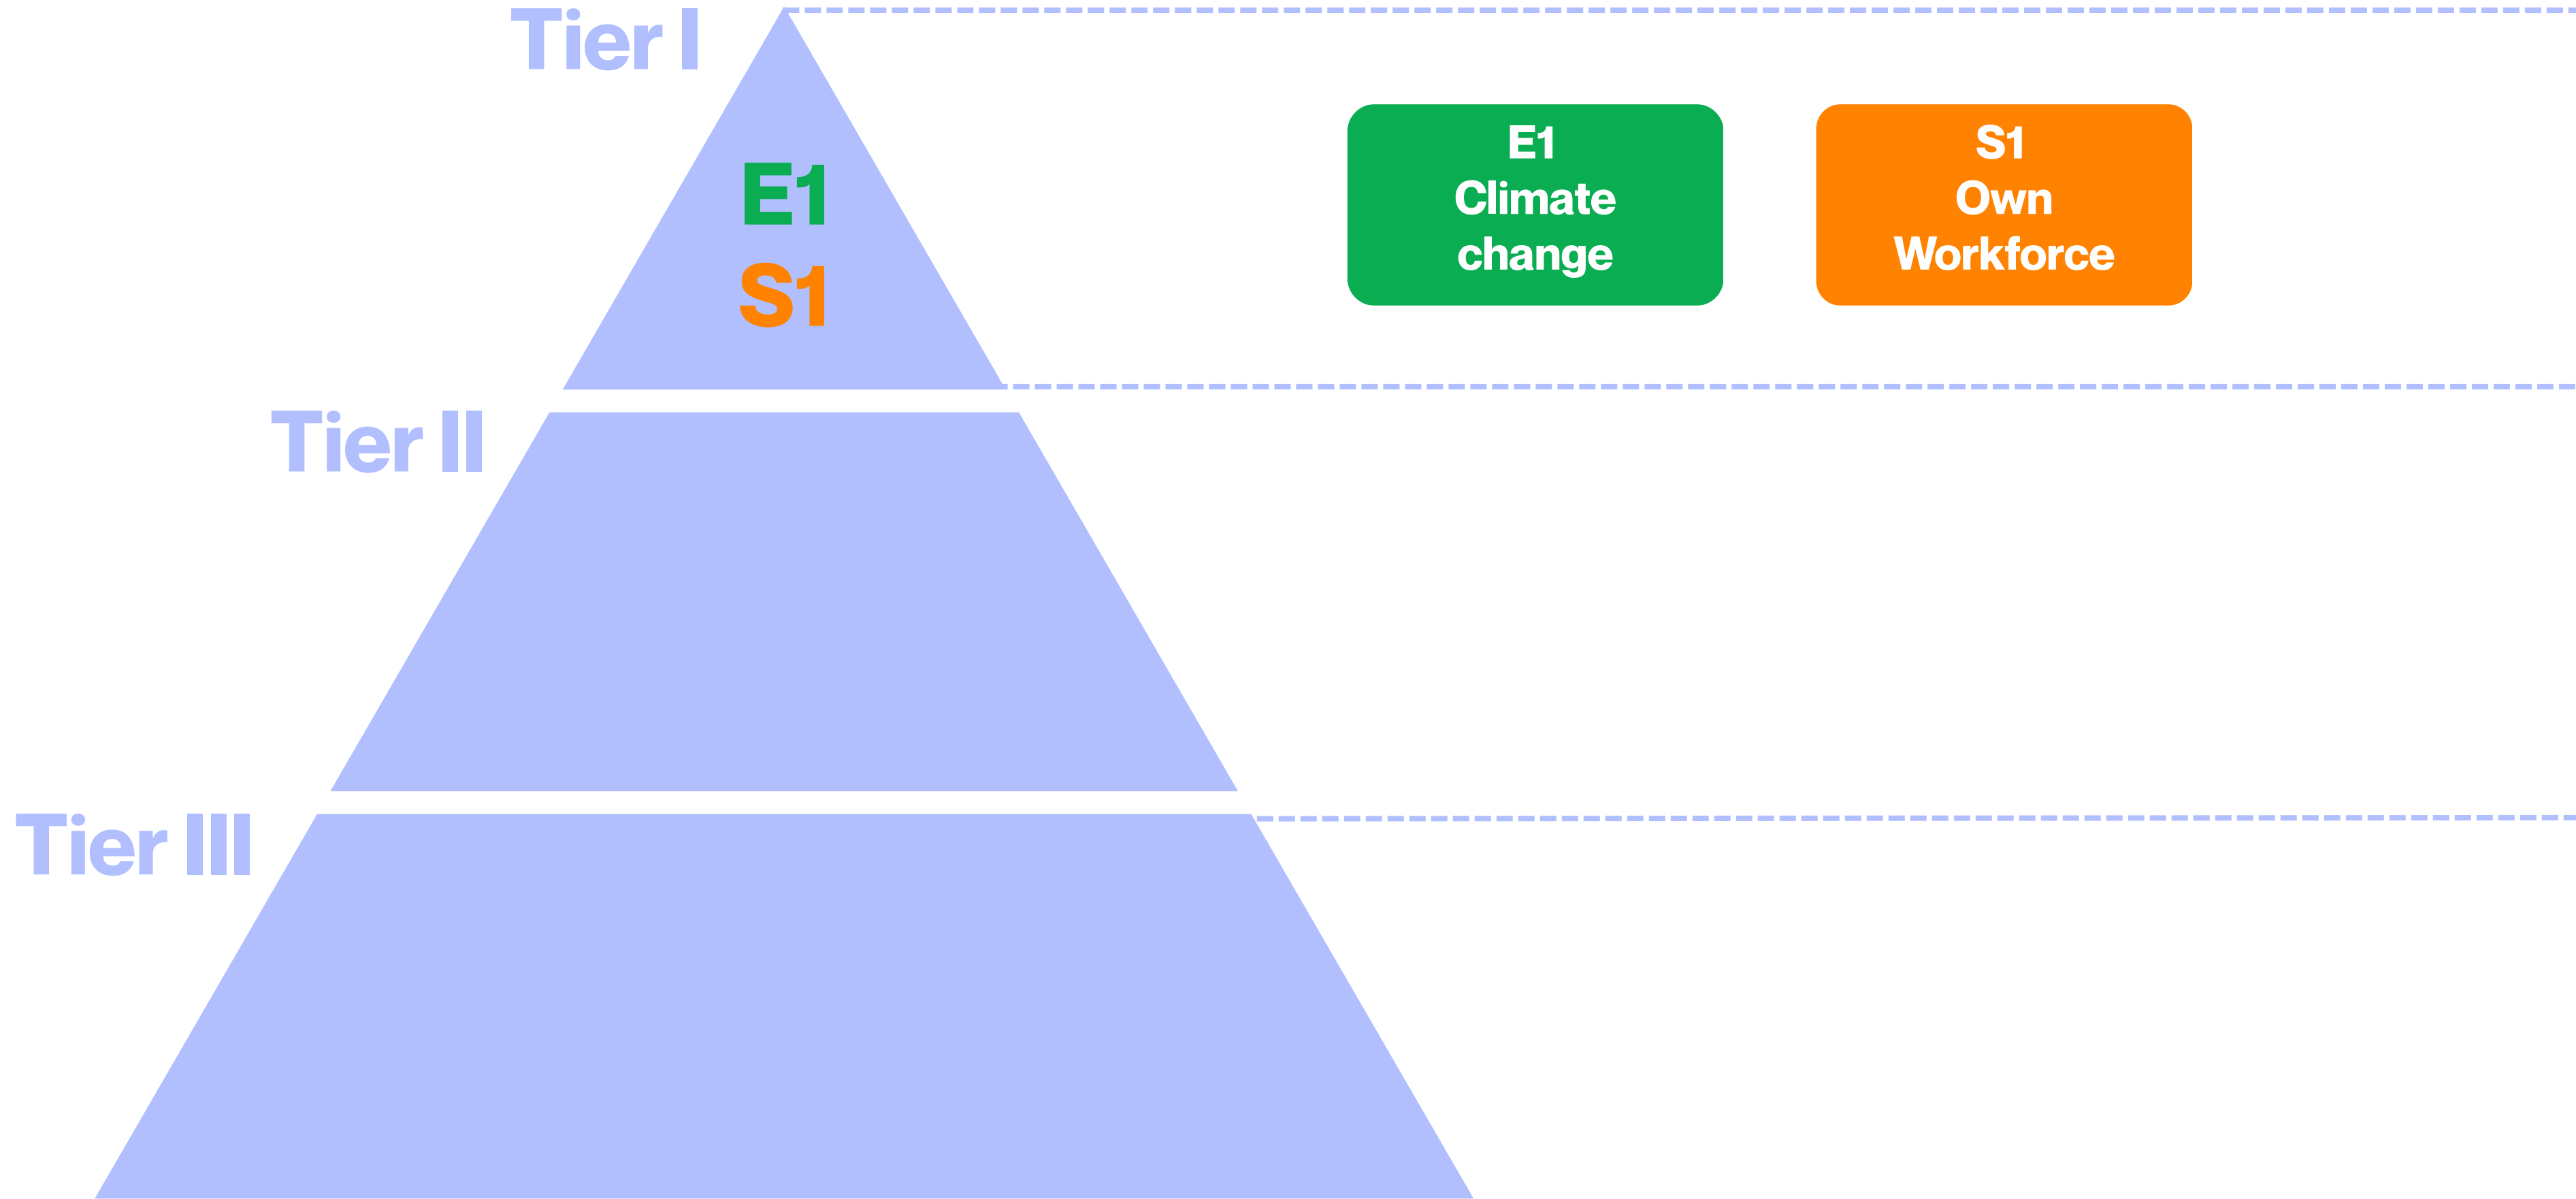 Tier I
E1
S1
E1
Climate
change
S1
Own
Workforce
Tier II
Tier III